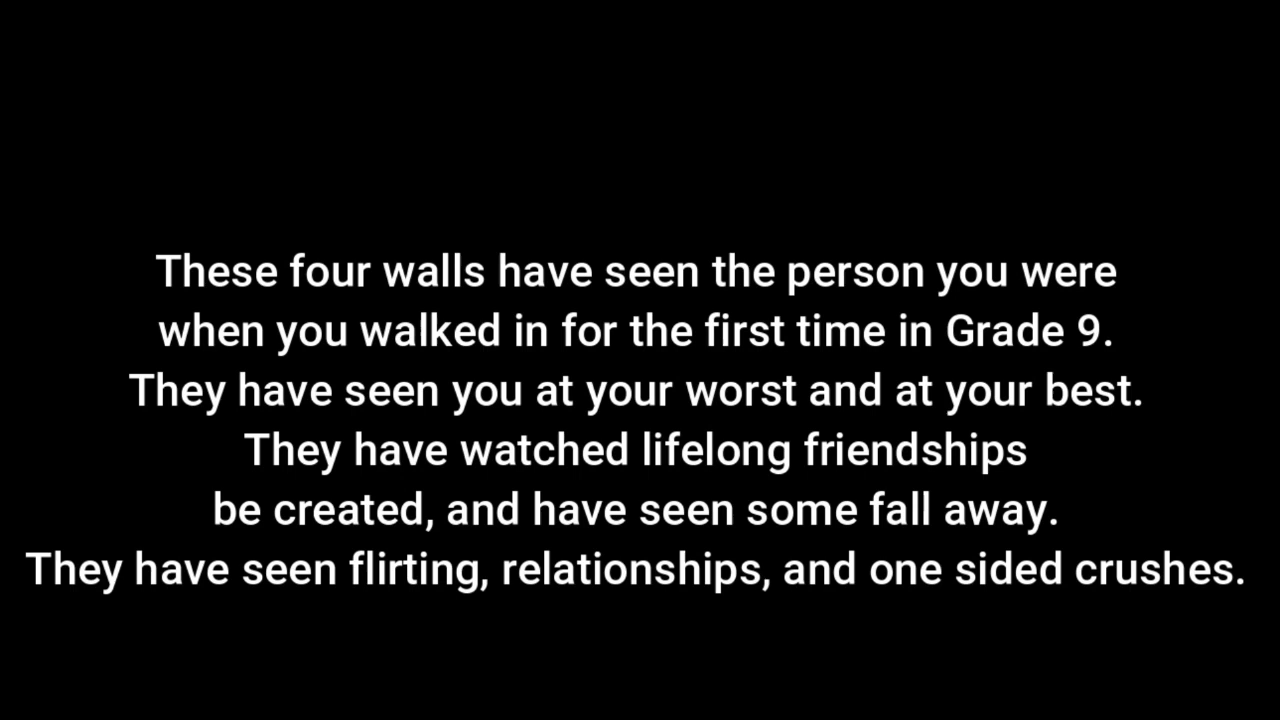 These four walls have seen the person you were
when you walked in for the first time in Grade 9.
They have seen you at your worst and at your best.
They have watched lifelong friendships
be created, and have seen some fall away.
They have seen flirting, relationships, and one sided crushes.